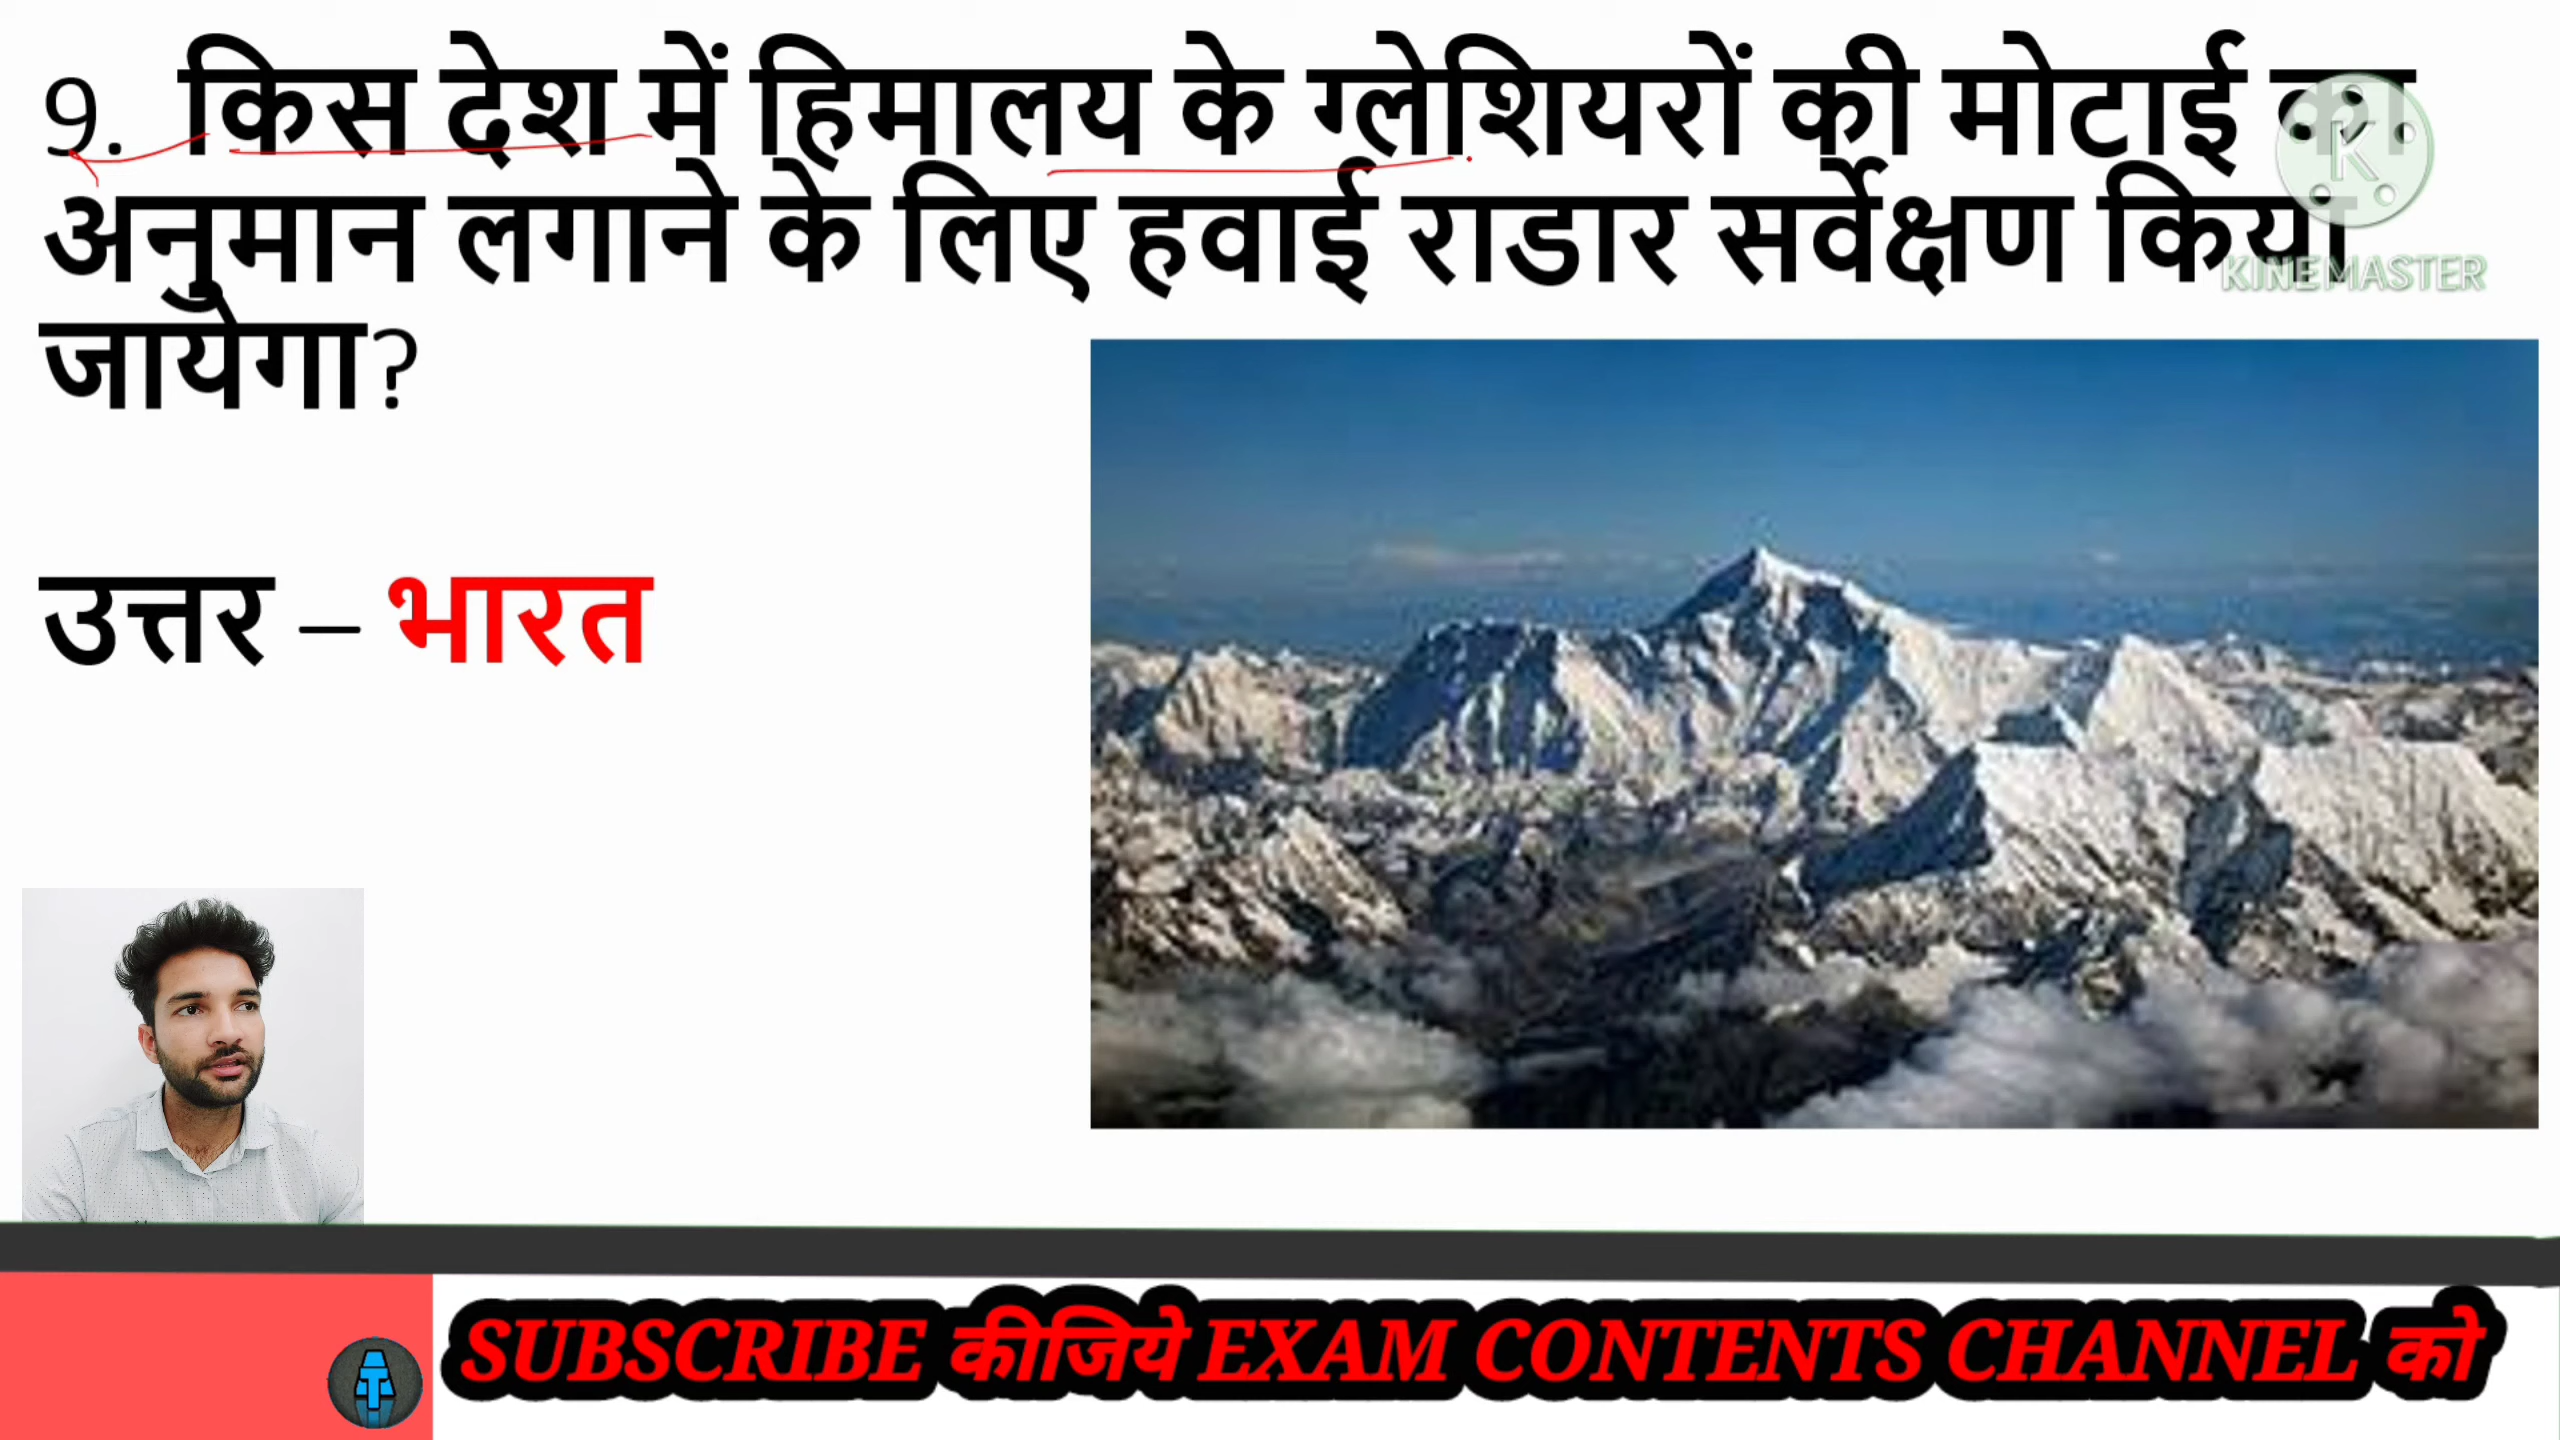 9. किस देश में हिमालय के ग्लेशियरों की मोटाई का
अनुमान लगाने के लिए हवाई राडार सर्वेक्षण किया
जायेगा?
उत्तर – भारत
K
KINEMASTER
SUBSCRIBE कीजिये EXAM CONTENTS CHANNEL को